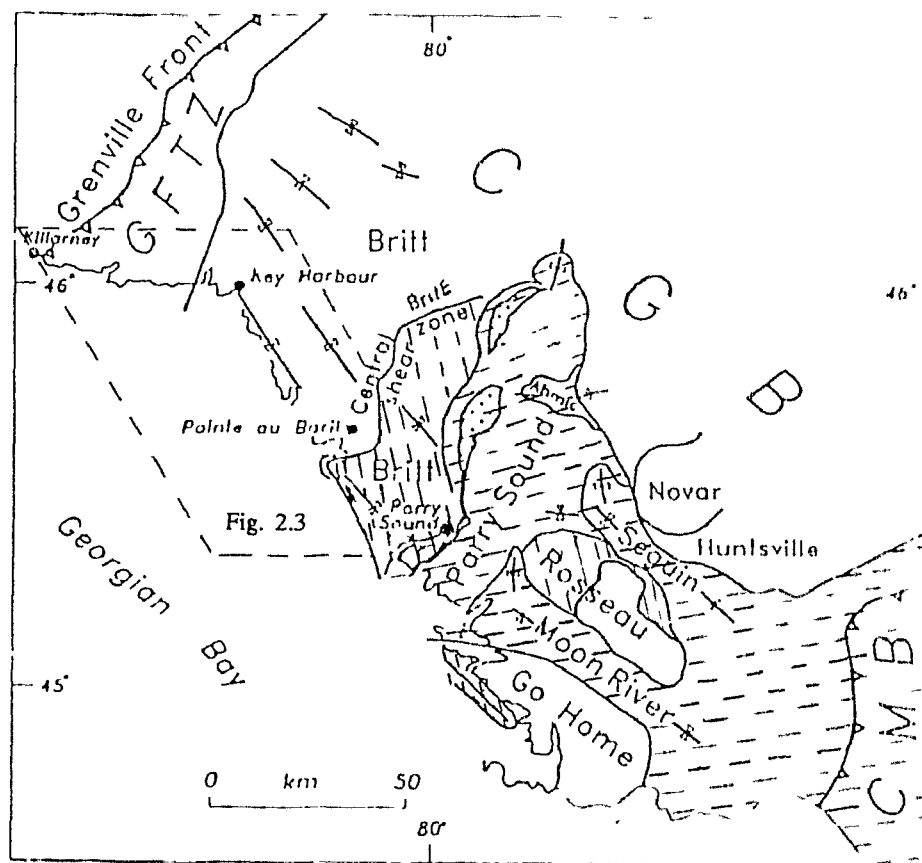 80°
Grenville Front
GFTZ
C
G
B
Killarney
46°
Key Harbour
Britt
46°
Central Britt
shear zone
Ahmic
Pointe au Baril
Britt
Parry Sound
Parry
Sound
Novar
Fig. 2.3
Huntsville
Seguin
Rosseau
Georgian
Bay
Moon River
Go Home
45°
CMB
0 km 50
80°